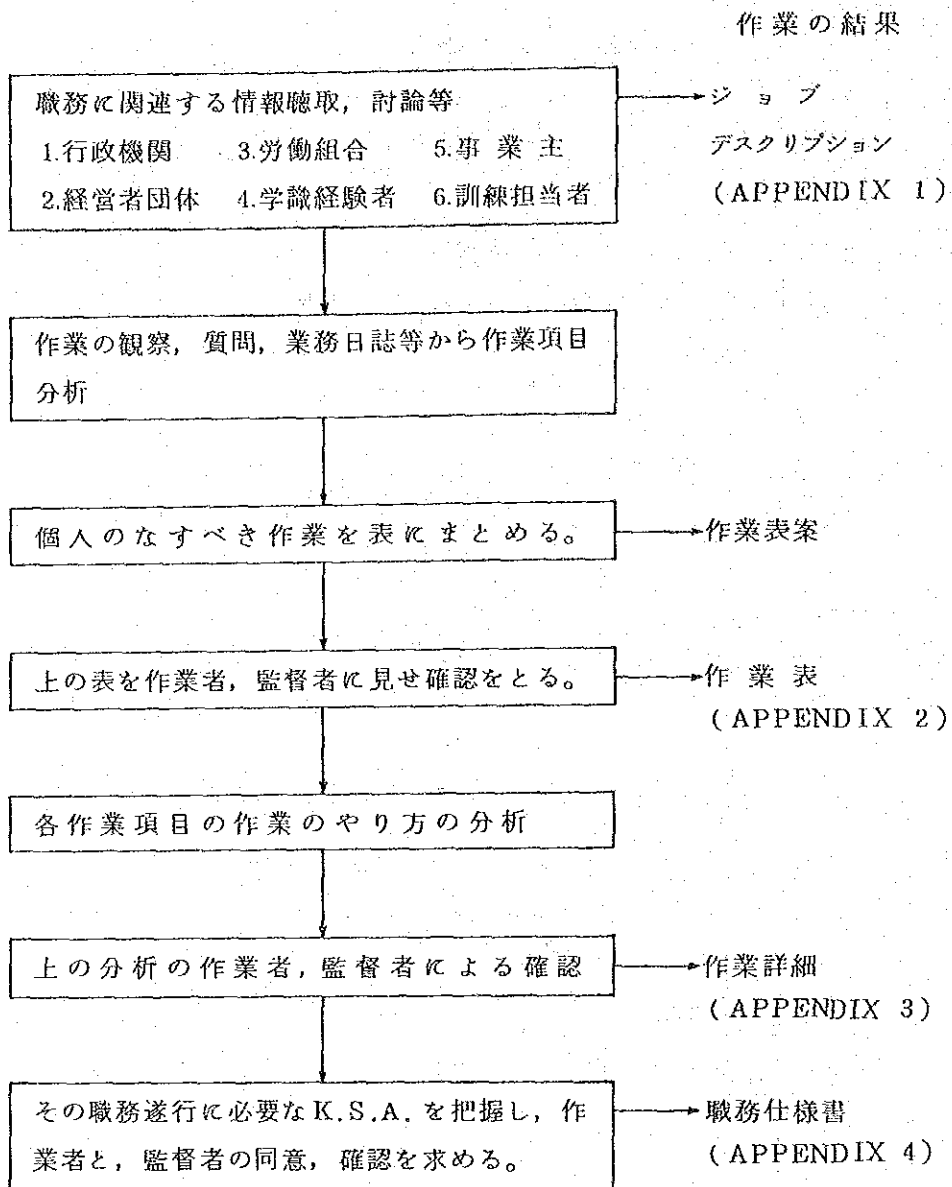 作業の結果
職務に関連する情報聴取,討論等
1.行政機関 3.労働組合 5.事業主
2.経営者団体 4.学識経験者 6.訓練担当者
ジョブ
デスクリプション
(APPENDIX 1)
作業の観察,質問,業務日誌等から作業項目
分析
個人のなすべき作業を表にまとめる。
作業表案
上の表を作業者,監督者に見せ確認をとる。
作業表
(APPENDIX 2)
各作業項目の作業のやり方の分析
上の分析の作業者,監督者による確認
作業詳細
(APPENDIX 3)
その職務遂行に必要なK.S.A.を把握し,作
業者と,監督者の同意,確認を求める。
職務仕様書
(APPENDIX 4)